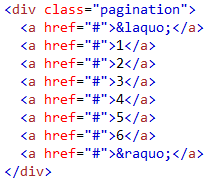 <div class="pagination">
  <a href="#">&laquo;</a>
  <a href="#">1</a>
  <a href="#">2</a>
  <a href="#">3</a>
  <a href="#">4</a>
  <a href="#">5</a>
  <a href="#">6</a>
  <a href="#">&raquo;</a>
</div>